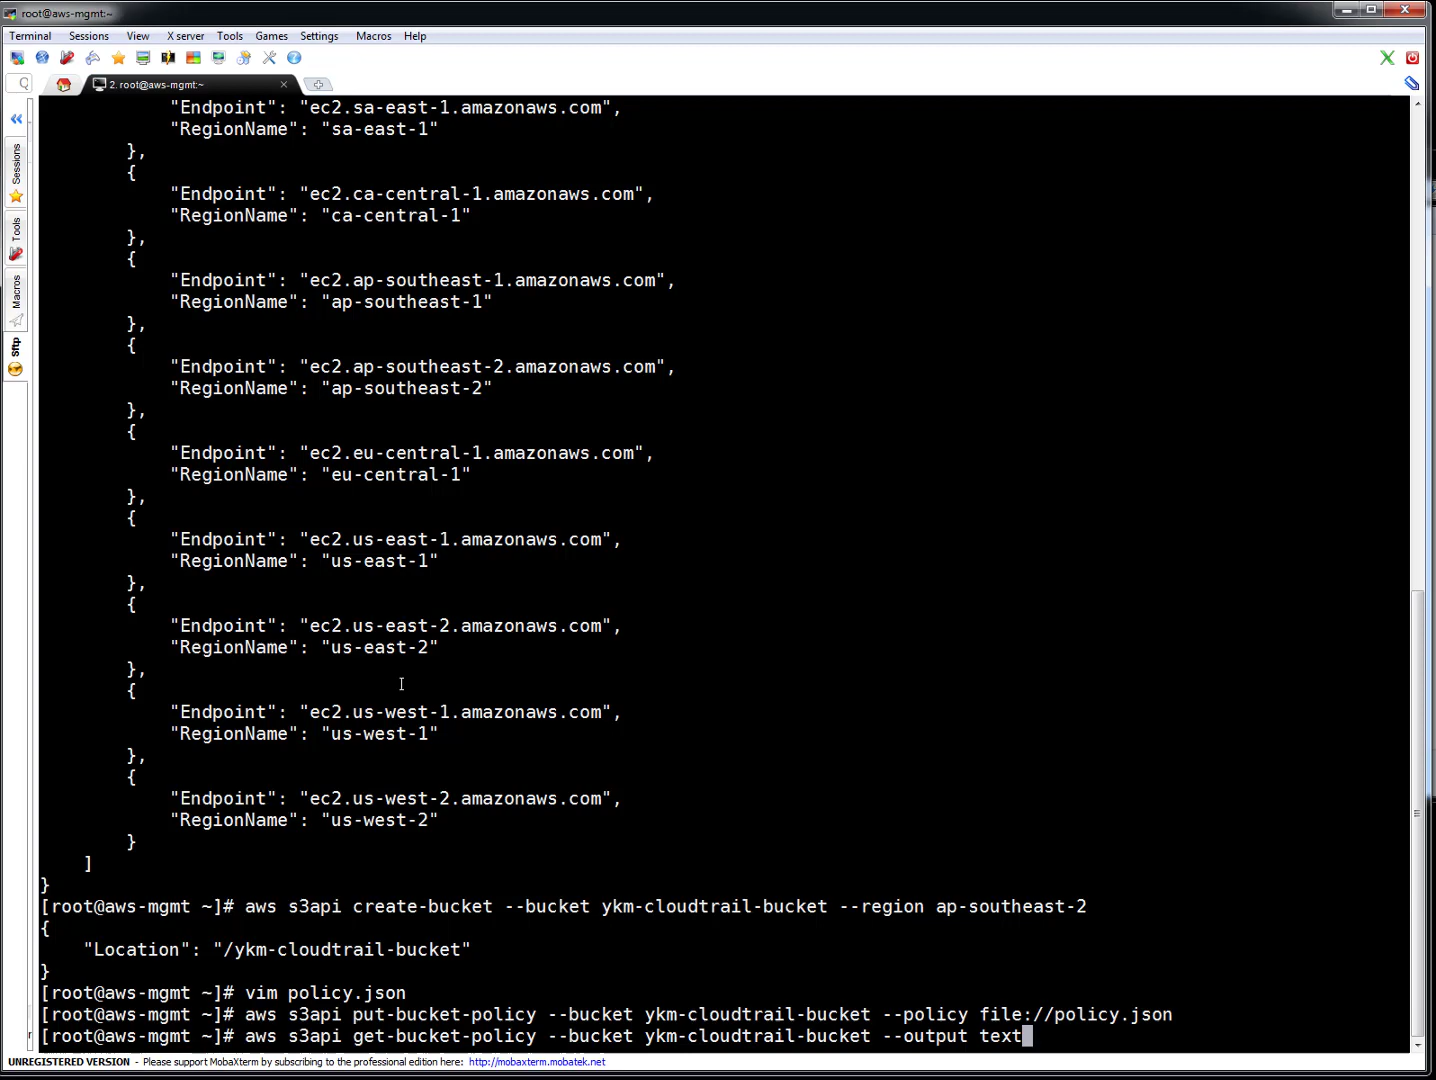 root@aws-mgmt:~
Terminal Sessions View X server Tools Games Settings Macros Help
2. root@aws-mgmt:~
Sessions
Tools
Macros
Sftp
"Endpoint": "ec2.sa-east-1.amazonaws.com",
"RegionName": "sa-east-1"
},
{
"Endpoint": "ec2.ca-central-1.amazonaws.com",
"RegionName": "ca-central-1"
},
{
"Endpoint": "ec2.ap-southeast-1.amazonaws.com",
"RegionName": "ap-southeast-1"
},
{
"Endpoint": "ec2.ap-southeast-2.amazonaws.com",
"RegionName": "ap-southeast-2"
},
{
"Endpoint": "ec2.eu-central-1.amazonaws.com",
"RegionName": "eu-central-1"
},
{
"Endpoint": "ec2.us-east-1.amazonaws.com",
"RegionName": "us-east-1"
},
{
"Endpoint": "ec2.us-east-2.amazonaws.com",
"RegionName": "us-east-2"
},
{
"Endpoint": "ec2.us-west-1.amazonaws.com",
"RegionName": "us-west-1"
},
{
"Endpoint": "ec2.us-west-2.amazonaws.com",
"RegionName": "us-west-2"
}
]
}
[root@aws-mgmt ~]# aws s3api create-bucket --bucket ykm-cloudtrail-bucket --region ap-southeast-2
{
"Location": "/ykm-cloudtrail-bucket"
}
[root@aws-mgmt ~]# vim policy.json
[root@aws-mgmt ~]# aws s3api put-bucket-policy --bucket ykm-cloudtrail-bucket --policy file://policy.json
[root@aws-mgmt ~]# aws s3api get-bucket-policy --bucket ykm-cloudtrail-bucket --output text
UNREGISTERED VERSION - Please support MobaXterm by subscribing to the professional edition here: http://mobaxterm.mobatek.net